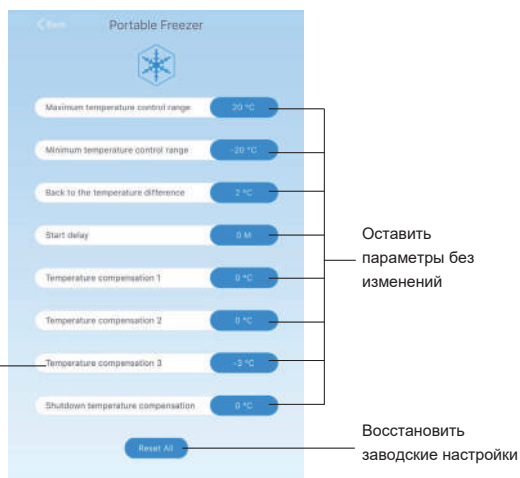 Back
Portable Freezer
Maximum temperature control range 20 °C
Minimum temperature control range -20 °C
Back to the temperature difference 2 °C
Start delay 0 M
Temperature compensation 1 0 °C
Temperature compensation 2 0 °C
Temperature compensation 3 -3 °C
Shutdown temperature compensation 0 °C
Reset All
Оставить
параметры без
изменений
Восстановить
заводские настройки